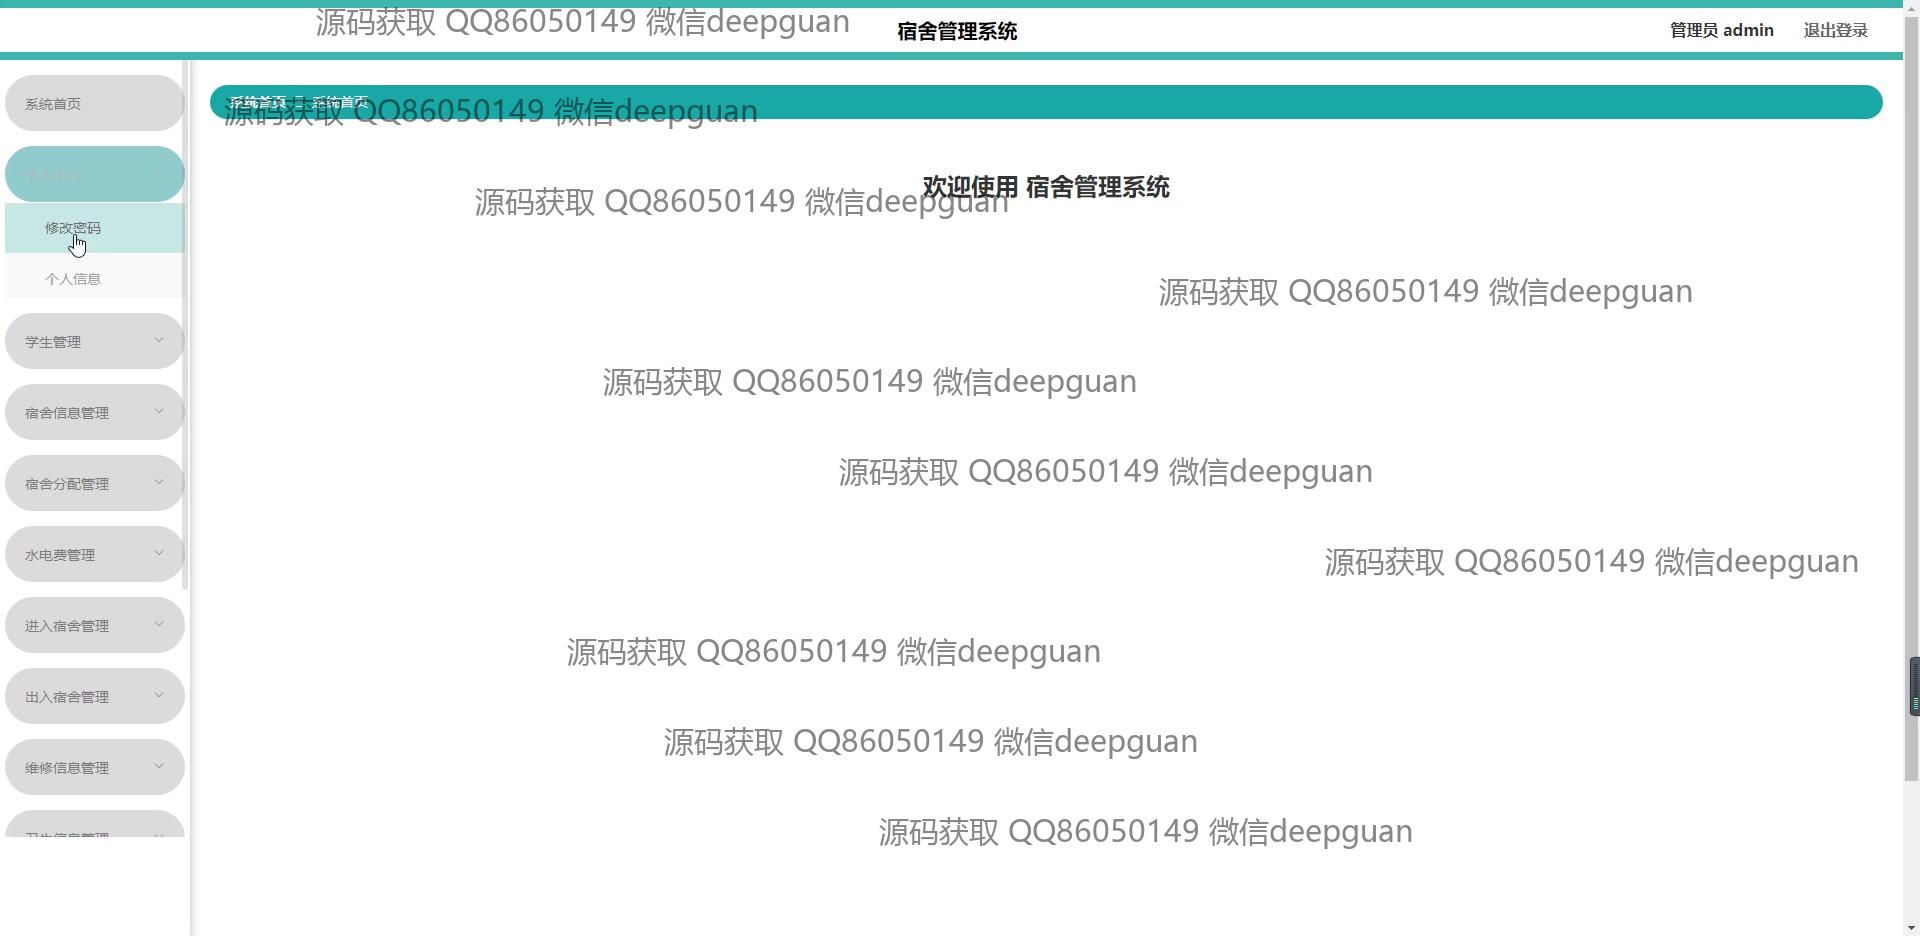 源码获取 QQ86050149 微信deepguan
宿舍管理系统
管理员 admin
退出登录
系统首页
系统首页
系统首页
源码获取 QQ86050149 微信deepguan
个人中心
欢迎使用 宿舍管理系统
源码获取 QQ86050149 微信deepguan
修改密码
个人信息
源码获取 QQ86050149 微信deepguan
学生管理
源码获取 QQ86050149 微信deepguan
宿舍信息管理
源码获取 QQ86050149 微信deepguan
宿舍分配管理
水电费管理
源码获取 QQ86050149 微信deepguan
进入宿舍管理
源码获取 QQ86050149 微信deepguan
出入宿舍管理
源码获取 QQ86050149 微信deepguan
维修信息管理
源码获取 QQ86050149 微信deepguan
卫生信息管理